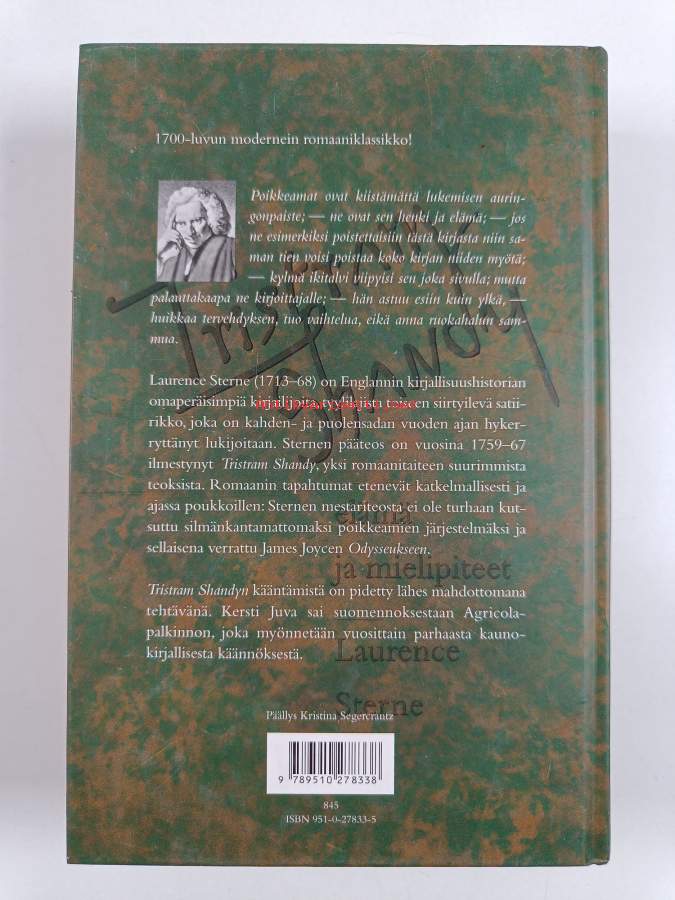 1700-luvun modernein romaaniklassikko!
Poikkeamat ovat kiistämättä lukemisen aurin-
gonpaiste; — ne ovat sen henki ja elämä; — jos
ne esimerkiksi poistettaisiin tästä kirjasta niin sa-
man tien voisi poistaa koko kirjan niiden myötä;
— kylmä ikitalvi viipyisi sen joka sivulla; mutta
palauttakaapa ne kirjoittajalle; — hän astuu esiin kuin ylkä, —
huikkaa tervehdyksen, tuo vaihtelua, eikä anna ruokahalun sam-
mua.
Tristram
Shandy
Laurence Sterne (1713–68) on Englannin kirjallisuushistorian
omaperäisimpiä kirjailijoita, tyylilajista toiseen siirtyilevä satii-
rikko, joka on kahden- ja puolensadan vuoden ajan hyker-
ryttänyt lukijoitaan. Sternen pääteos on vuosina 1759–67
ilmestynyt Tristram Shandy, yksi romaanitaiteen suurimmista
teoksista. Romaanin tapahtumat etenevät katkelmallisesti ja
ajassa poukkoillen: Sternen mestariteosta ei ole turhaan kut-
suttu silmänkantamattomaksi poikkeamien järjestelmäksi ja
sellaisena verrattu James Joycen Odysseukseen.
elämä
ja mielipiteet
Tristram Shandyn kääntämistä on pidetty lähes mahdottomana
tehtävänä. Kersti Juva sai suomennoksestaan Agricola-
palkinnon, joka myönnetään vuosittain parhaasta kauno-
kirjallisesta käännöksestä.
Laurence
Sterne
Päällys Kristina Segercrantz
9 789510 278338
845
ISBN 951-0-27833-5